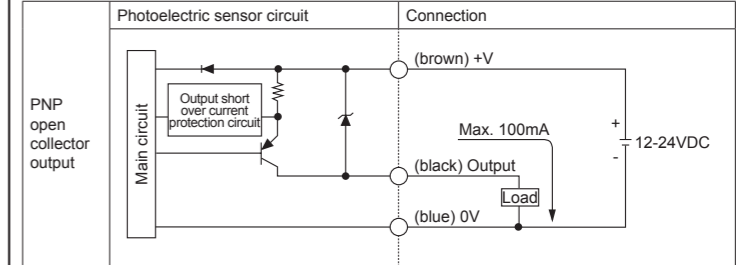 Photoelectric sensor circuit
Connection
PNP
open
collector
output
Main circuit
Output short
over current
protection circuit
(brown) +V
Max. 100mA
+
12-24VDC
-
(black) Output
Load
(blue) 0V